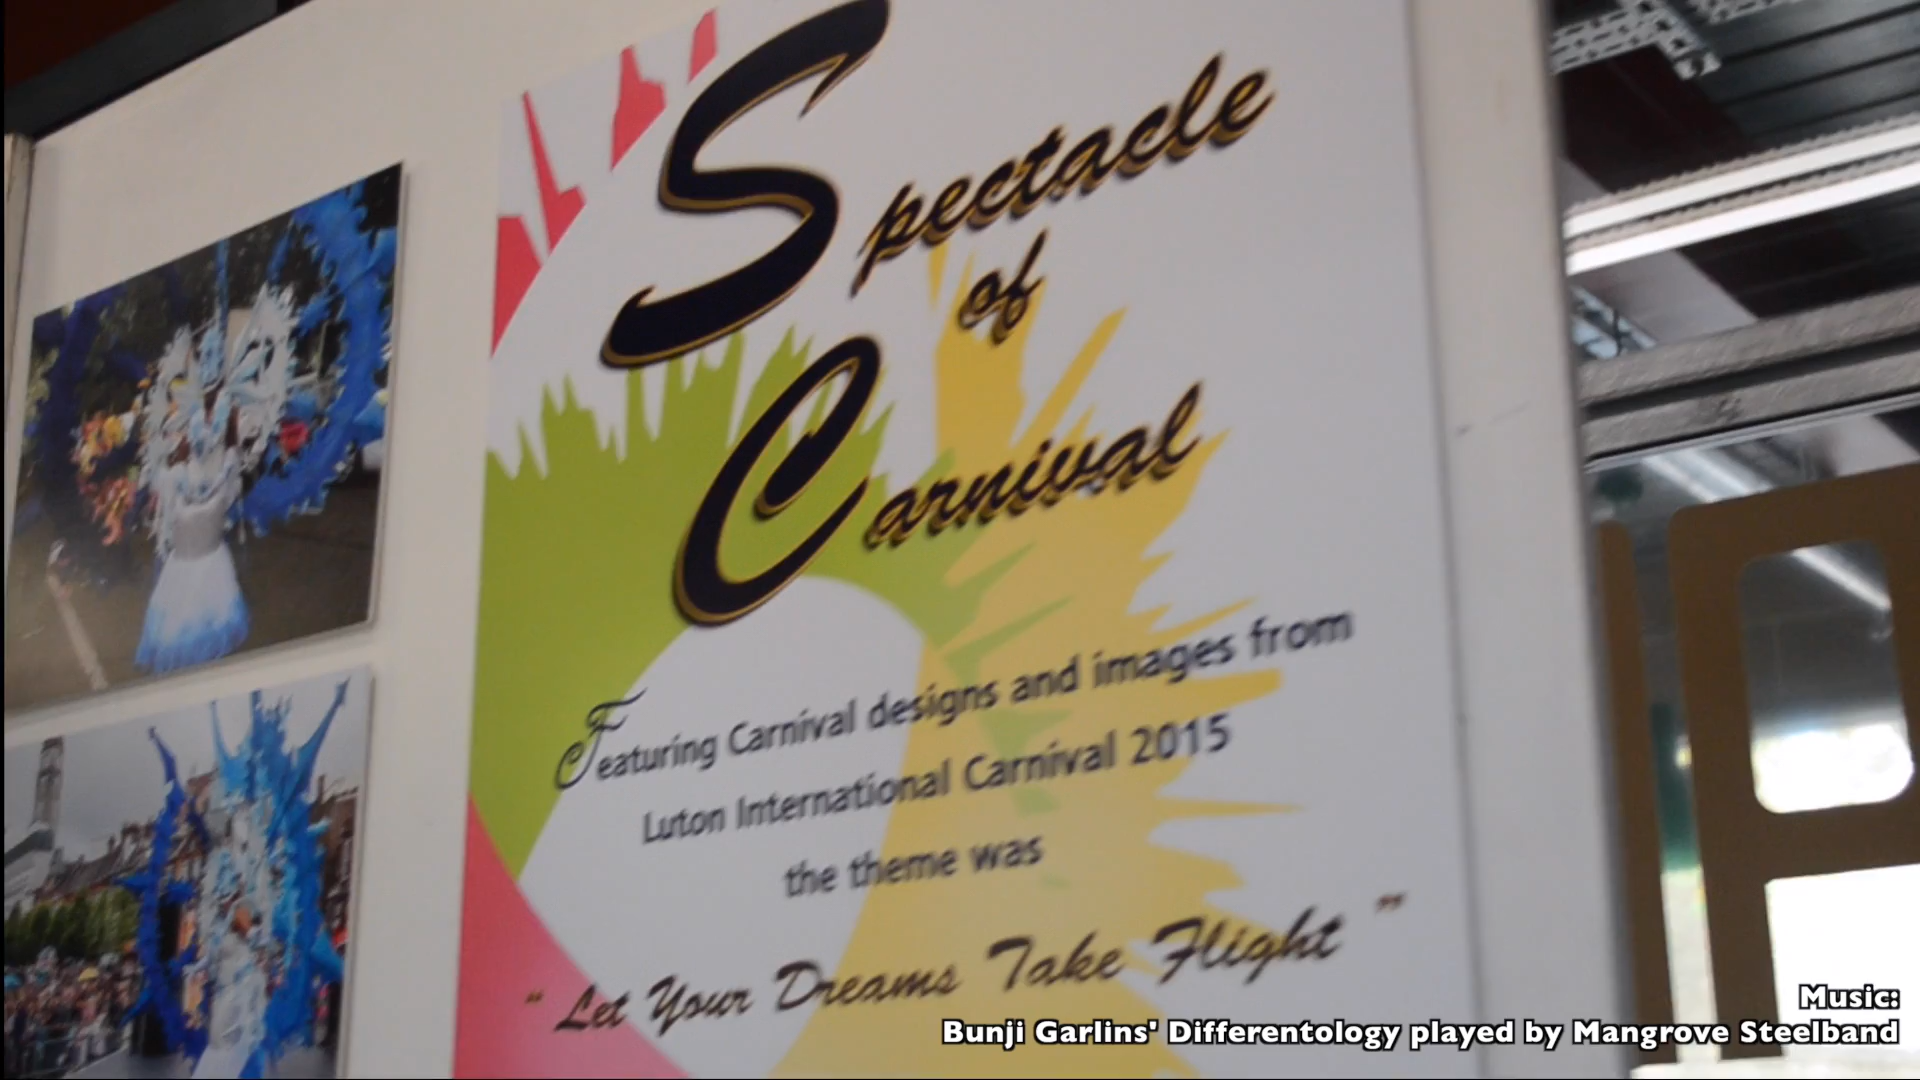 Spectacle
of
Carnival
Featuring Carnival designs and images from
Luton International Carnival 2015
the theme was
" Let Your Dreams Take Flight "
Music:
Bunji Garlins' Differentology played by Mangrove Steelband